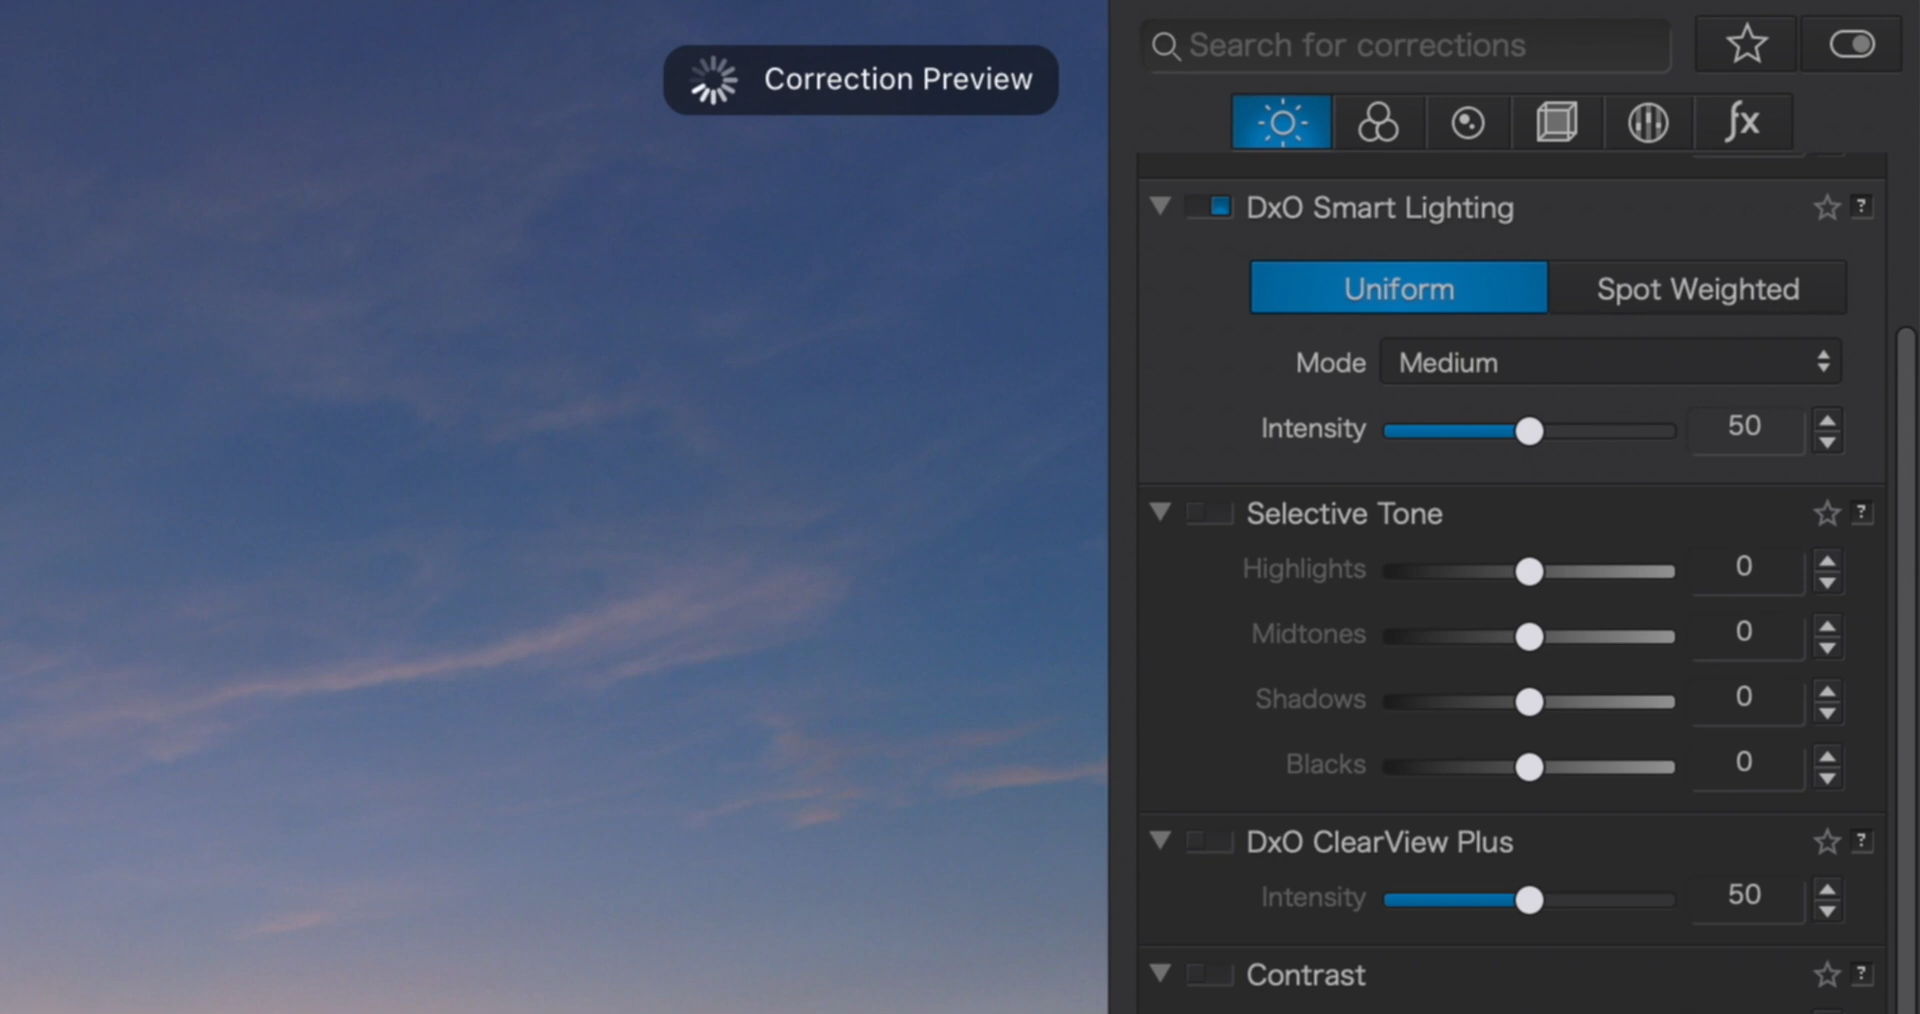 Correction Preview
Search for corrections
fx
DxO Smart Lighting
?
Uniform
Spot Weighted
Mode
Medium
Intensity
50
Selective Tone
?
Highlights
0
Midtones
0
Shadows
0
Blacks
0
DxO ClearView Plus
?
Intensity
50
Contrast
?